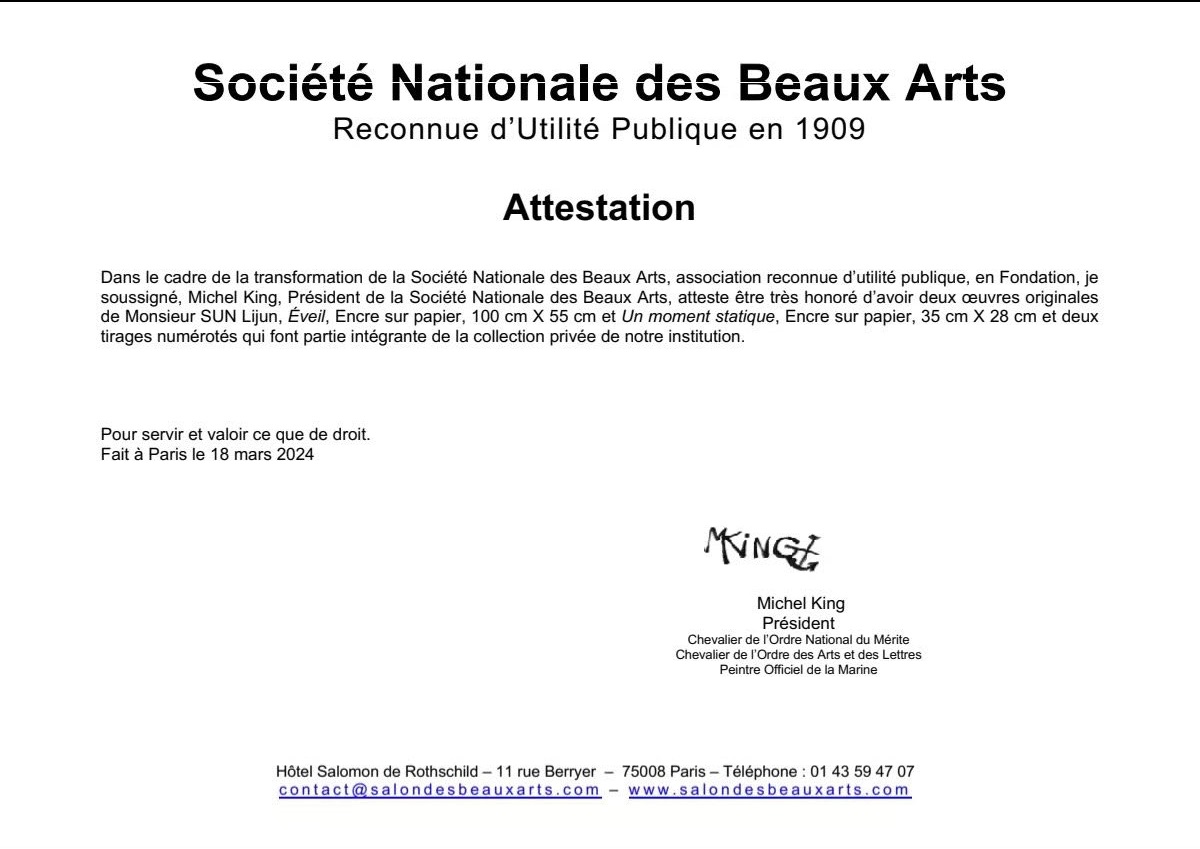 Société Nationale des Beaux Arts
Reconnue d’Utilité Publique en 1909
Attestation
Dans le cadre de la transformation de la Société Nationale des Beaux Arts, association reconnue d’utilité publique, en Fondation, je
soussigné, Michel King, Président de la Société Nationale des Beaux Arts, atteste être très honoré d’avoir deux œuvres originales
de Monsieur SUN Lijun, Éveil, Encre sur papier, 100 cm X 55 cm et Un moment statique, Encre sur papier, 35 cm X 28 cm et deux
tirages numérotés qui font partie intégrante de la collection privée de notre institution.
Pour servir et valoir ce que de droit.
Fait à Paris le 18 mars 2024
MKiNG
Michel King
Président
Chevalier de l’Ordre National du Mérite
Chevalier de l’Ordre des Arts et des Lettres
Peintre Officiel de la Marine
Hôtel Salomon de Rothschild – 11 rue Berryer – 75008 Paris – Téléphone : 01 43 59 47 07
contact@salondesbeauxarts.com – www.salondesbeauxarts.com